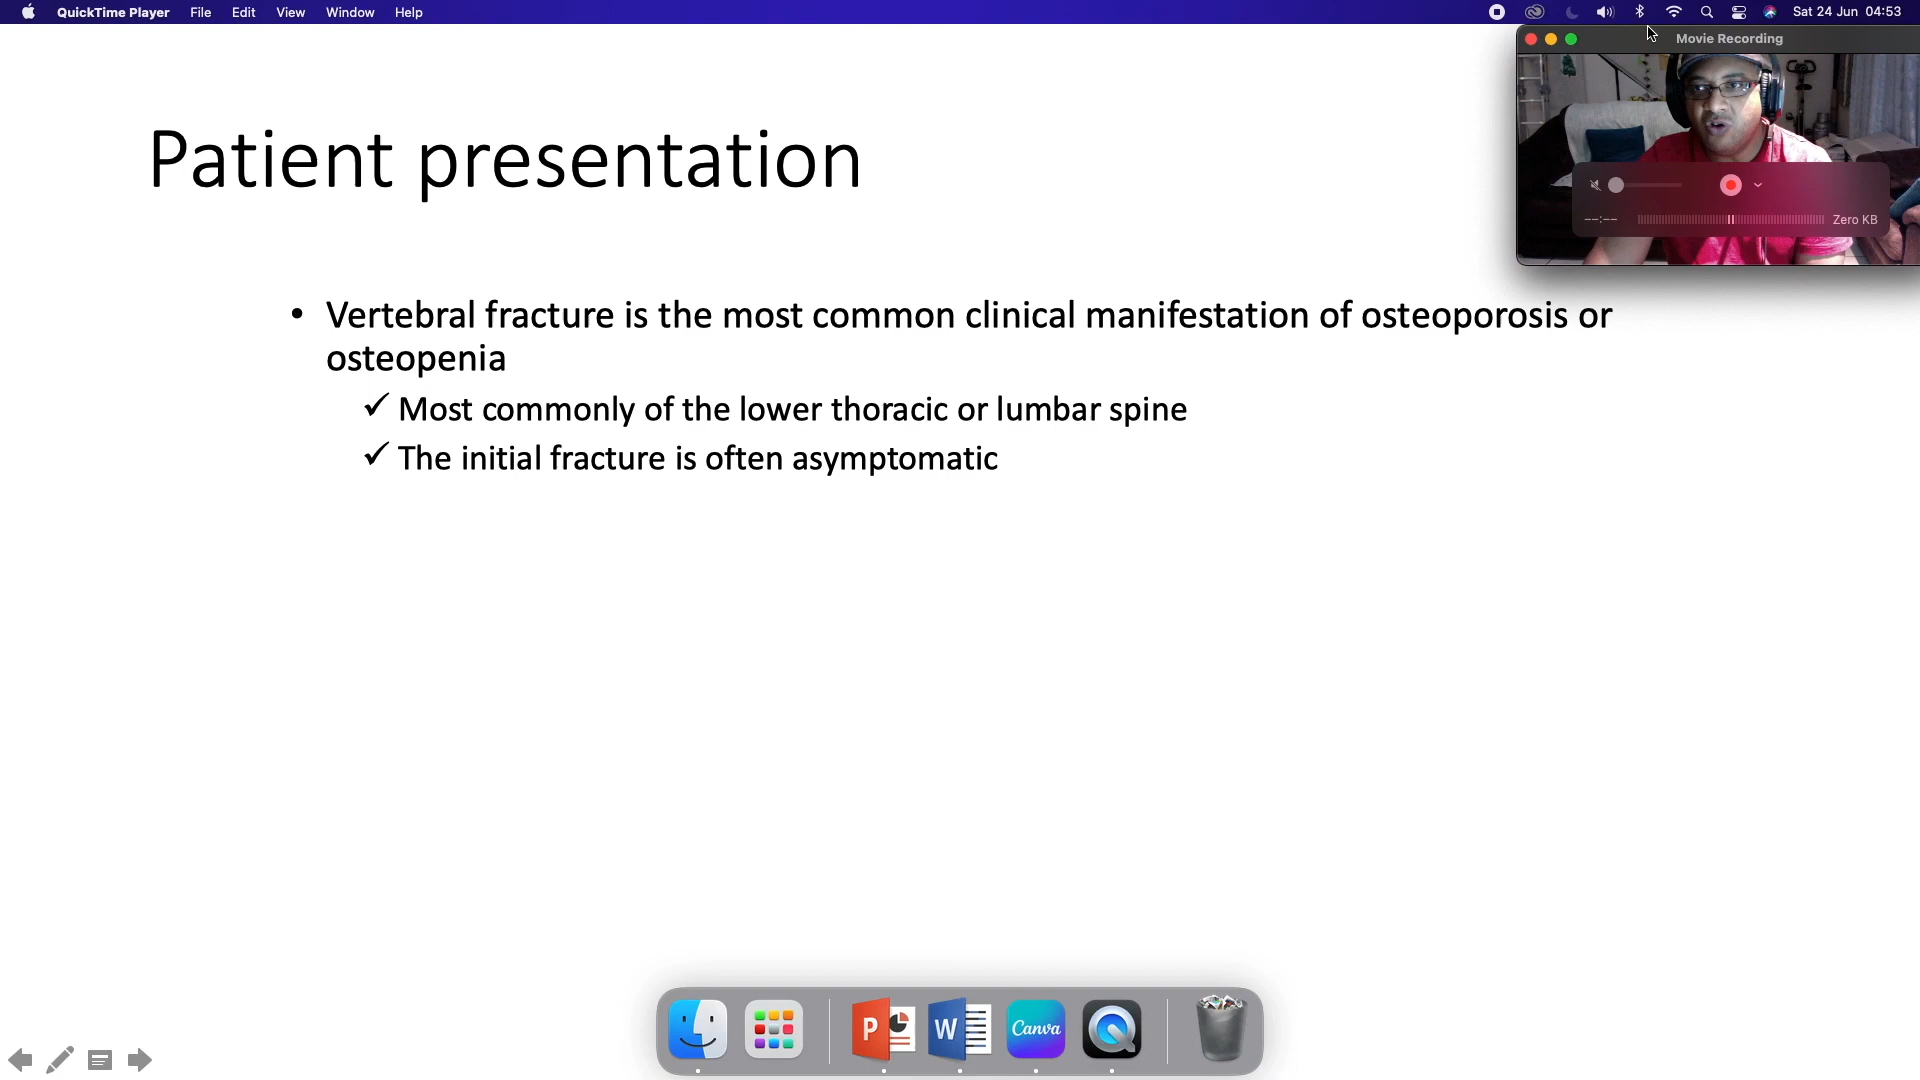 QuickTime Player File Edit View Window Help Sat 24 Jun 04:53
Movie Recording
--:-- Zero KB
Patient presentation
• Vertebral fracture is the most common clinical manifestation of osteoporosis or
osteopenia
✓ Most commonly of the lower thoracic or lumbar spine
✓ The initial fracture is often asymptomatic
P W Canva